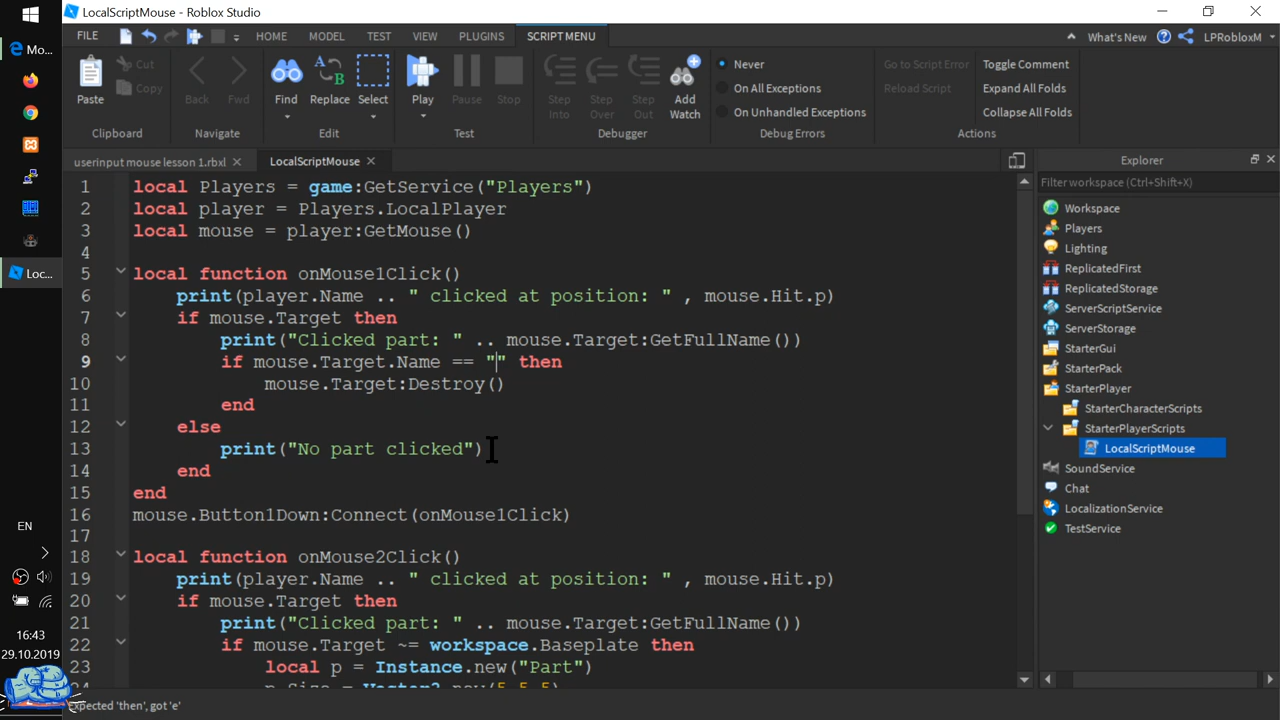 LocalScriptMouse - Roblox Studio
Mo...
FILE HOME MODEL TEST VIEW PLUGINS SCRIPT MENU What's New LPRobloxM
Paste Cut Copy Back Fwd Find Replace Select Play Pause Stop Step Into Step Over Step Out Add Watch
Never
On All Exceptions
On Unhandled Exceptions
Go to Script Error
Reload Script
Toggle Comment
Expand All Folds
Collapse All Folds
Clipboard Navigate Edit Test Debugger Debug Errors Actions
userinput mouse lesson 1.rbxl LocalScriptMouse
1 local Players = game:GetService("Players")
2 local player = Players.LocalPlayer
3 local mouse = player:GetMouse()
4
5 local function onMouse1Click()
6 print(player.Name .. " clicked at position: " , mouse.Hit.p)
7 if mouse.Target then
8 print("Clicked part: " .. mouse.Target:GetFullName())
9 if mouse.Target.Name == "" then
10 mouse.Target:Destroy()
11 end
12 else
13 print("No part clicked")
14 end
15 end
16 mouse.Button1Down:Connect(onMouse1Click)
17
18 local function onMouse2Click()
19 print(player.Name .. " clicked at position: " , mouse.Hit.p)
20 if mouse.Target then
21 print("Clicked part: " .. mouse.Target:GetFullName())
22 if mouse.Target ~= workspace.Baseplate then
23 local p = Instance.new("Part")
24 p.Size = Vector3.new(5,5,5)
Explorer
Filter workspace (Ctrl+Shift+X)
Workspace
Players
Lighting
ReplicatedFirst
ReplicatedStorage
ServerScriptService
ServerStorage
StarterGui
StarterPack
StarterPlayer
StarterCharacterScripts
StarterPlayerScripts
LocalScriptMouse
SoundService
Chat
LocalizationService
TestService
Loc...
EN
16:43
29.10.2019
xpected 'then', got 'e'